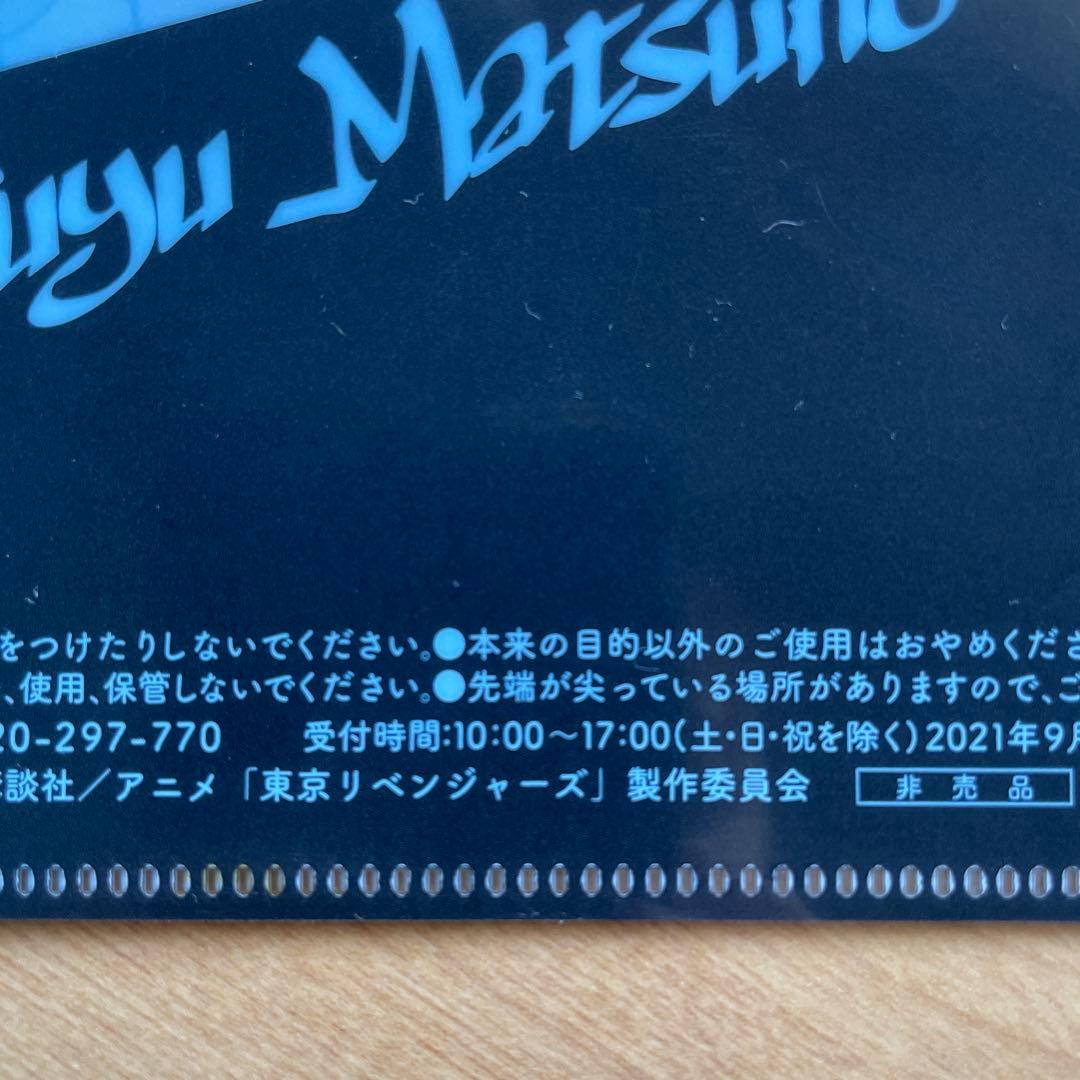 uyu Matsuno
をつけたりしないでください。●本来の目的以外のご使用はおやめくださ
、使用、保管しないでください。●先端が尖っている場所がありますので、ご
20-297-770 受付時間:10:00～17:00(土・日・祝を除く)2021年9月
談社／アニメ「東京リベンジャーズ」製作委員会 非売品